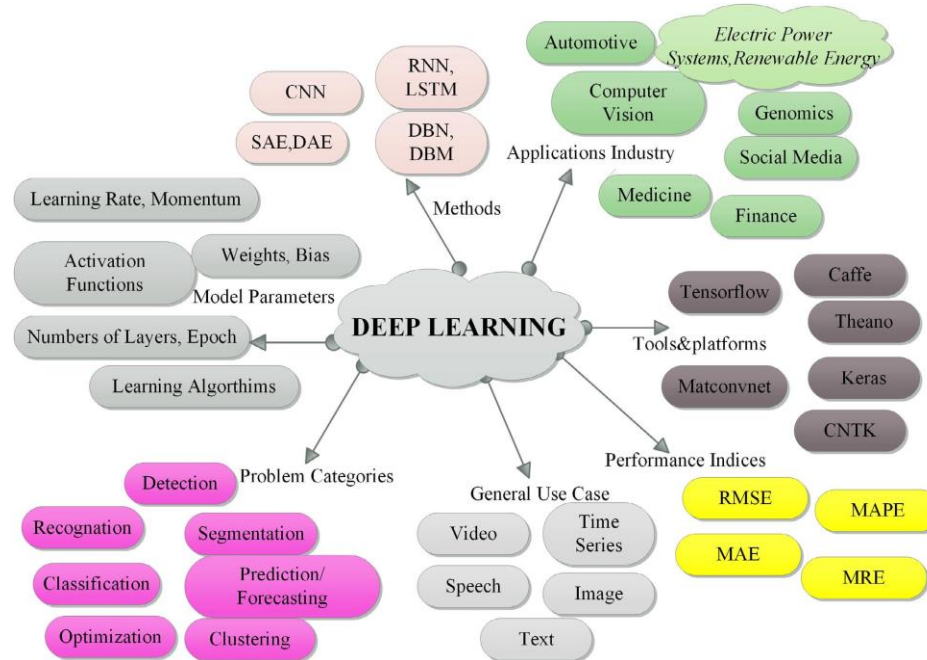 Automotive
Electric Power
Systems,Renewable Energy
CNN
RNN,
LSTM
Computer
Vision
Genomics
SAE,DAE
DBN,
DBM
Applications Industry
Social Media
Learning Rate, Momentum
Methods
Medicine
Finance
Activation
Functions
Weights, Bias
Model Parameters
DEEP LEARNING
Tensorflow
Caffe
Theano
Numbers of Layers, Epoch
Tools&platforms
Learning Algorthims
Matconvnet
Keras
CNTK
Problem Categories
Performance Indices
Detection
General Use Case
RMSE
MAPE
Recognation
Segmentation
Video
Time
Series
MAE
MRE
Classification
Prediction/
Forecasting
Speech
Image
Optimization
Clustering
Text